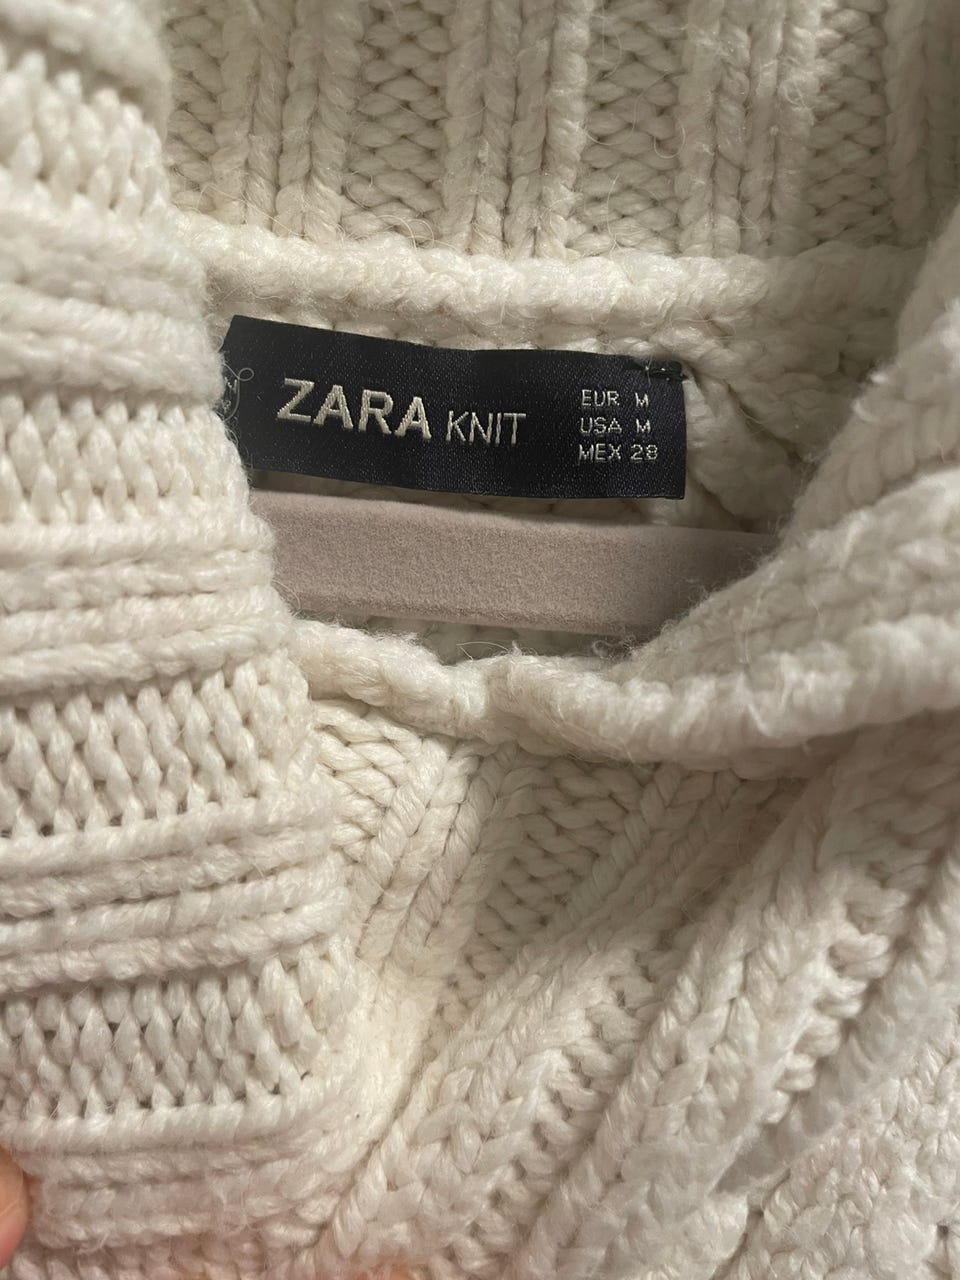 ZARA KNIT
EUR M
USA M
MEX 28